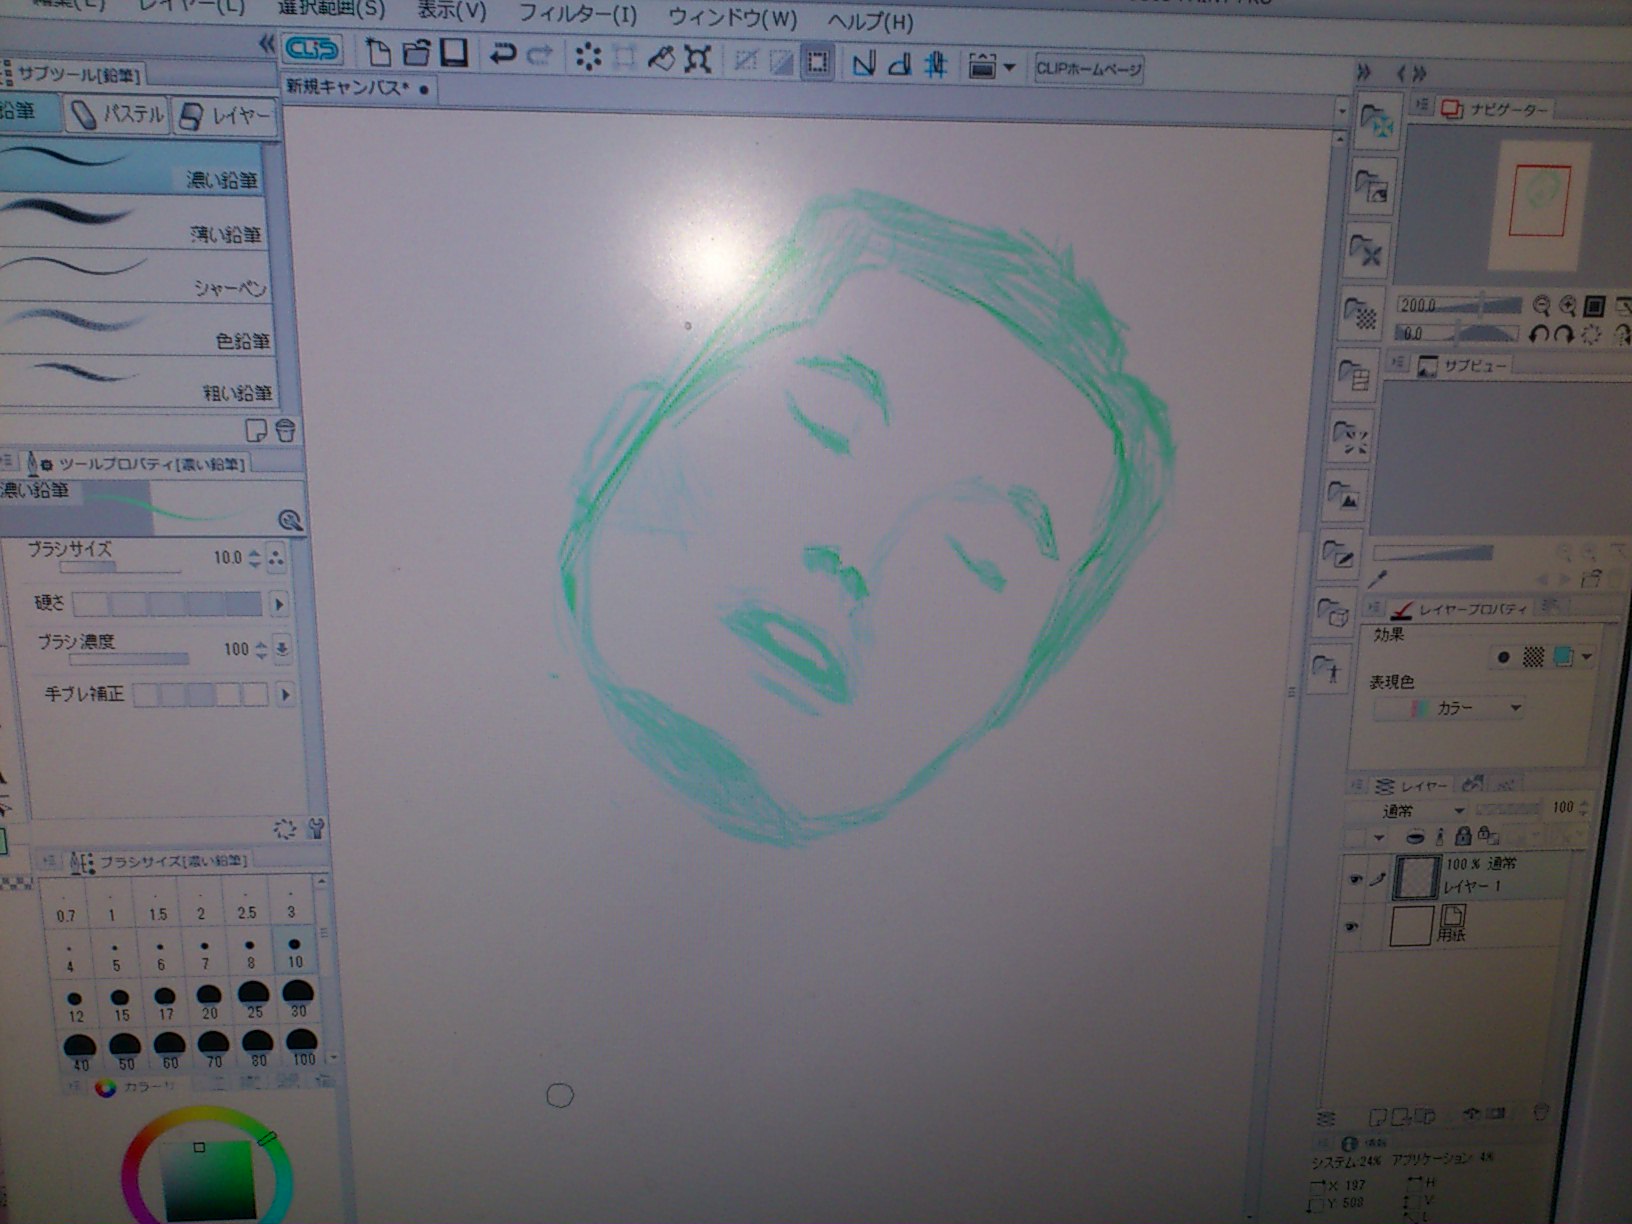 レイヤー(L) 選択範囲(S) 表示(V) フィルター(I) ウィンドウ(W) ヘルプ(H)
CLIPホームページ
サブツール[鉛筆]
新規キャンバス*
鉛筆 パステル レイヤー
濃い鉛筆
薄い鉛筆
シャーペン
色鉛筆
粗い鉛筆
ツールプロパティ[濃い鉛筆]
濃い鉛筆
ブラシサイズ 10.0
硬さ
ブラシ濃度 100
手ブレ補正
ブラシサイズ[濃い鉛筆]
0.7 1 1.5 2 2.5 3
4 5 6 7 8 10
12 15 17 20 25 30
40 50 60 70 80 100
ナビゲーター
200.0
0.0
サブビュー
レイヤープロパティ
効果
表現色
カラー
レイヤー
通常 100
100 % 通常
レイヤー 1
用紙
情報
システム:24% アプリケーション: 4%
X: 197 H
Y: 508 V
L